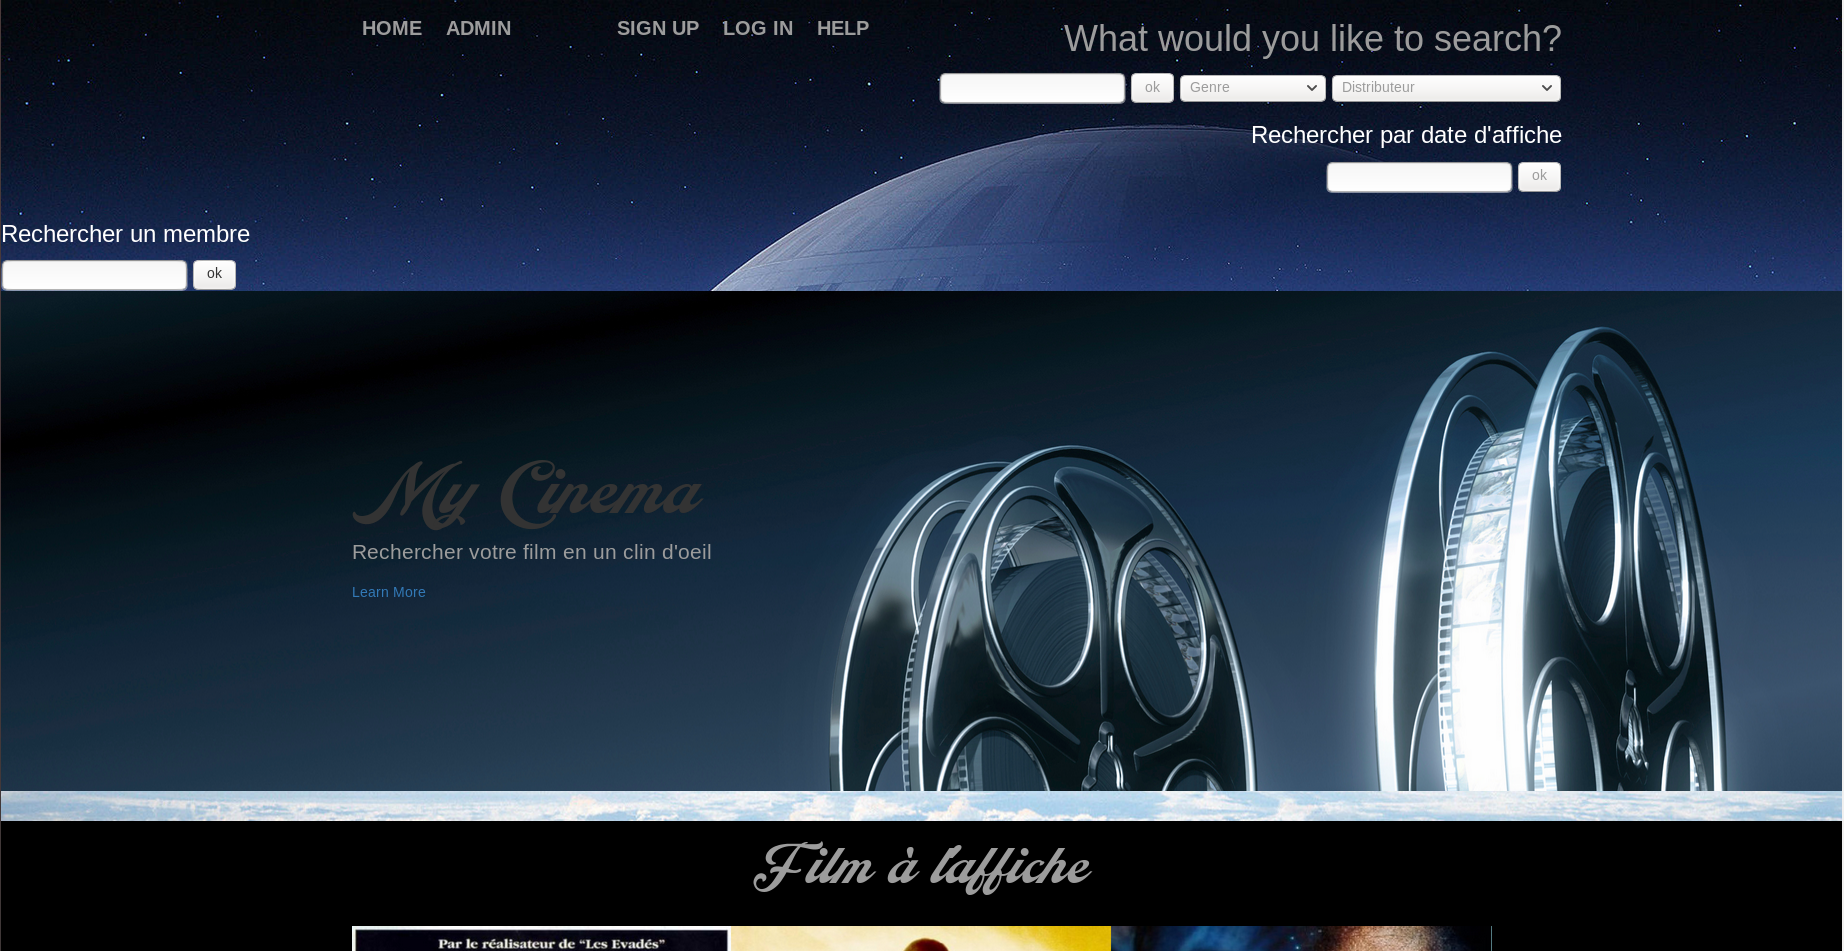 HOME ADMIN SIGN UP LOG IN HELP
What would you like to search?
ok Genre Distributeur
Rechercher par date d'affiche
ok
Rechercher un membre
ok
My Cinema
Rechercher votre film en un clin d'oeil
Learn More
Film à l'affiche
Par le réalisateur de “Les Evadés”